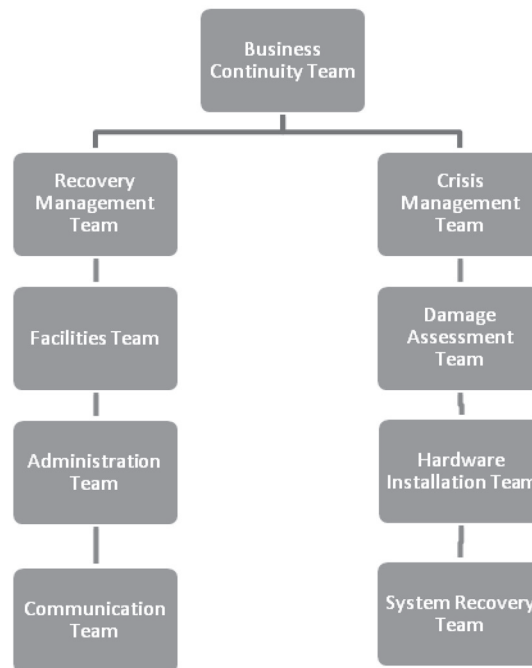 Business
Continuity Team
Recovery
Management
Team
Crisis
Management
Team
Facilities Team
Damage
Assessment
Team
Administration
Team
Hardware
Installation Team
Communication
Team
System Recovery
Team